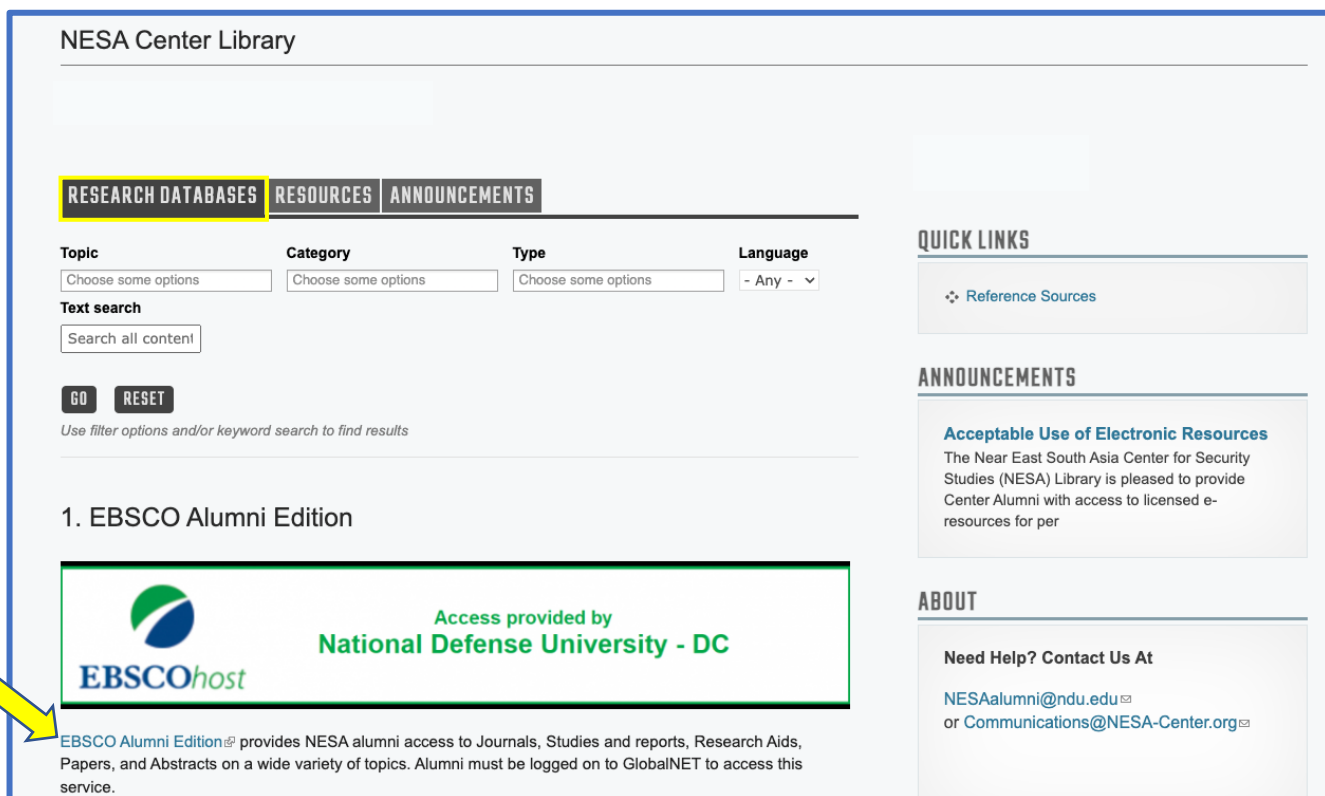 NESA Center Library
RESEARCH DATABASES RESOURCES ANNOUNCEMENTS
Topic Category Type Language
Choose some options Choose some options Choose some options - Any -
Text search
Search all content
GO RESET
Use filter options and/or keyword search to find results
1. EBSCO Alumni Edition
EBSCOhost
Access provided by
National Defense University - DC
EBSCO Alumni Edition provides NESA alumni access to Journals, Studies and reports, Research Aids,
Papers, and Abstracts on a wide variety of topics. Alumni must be logged on to GlobalNET to access this
service.
QUICK LINKS
Reference Sources
ANNOUNCEMENTS
Acceptable Use of Electronic Resources
The Near East South Asia Center for Security
Studies (NESA) Library is pleased to provide
Center Alumni with access to licensed e-
resources for per
ABOUT
Need Help? Contact Us At
NESAalumni@ndu.edu
or Communications@NESA-Center.org